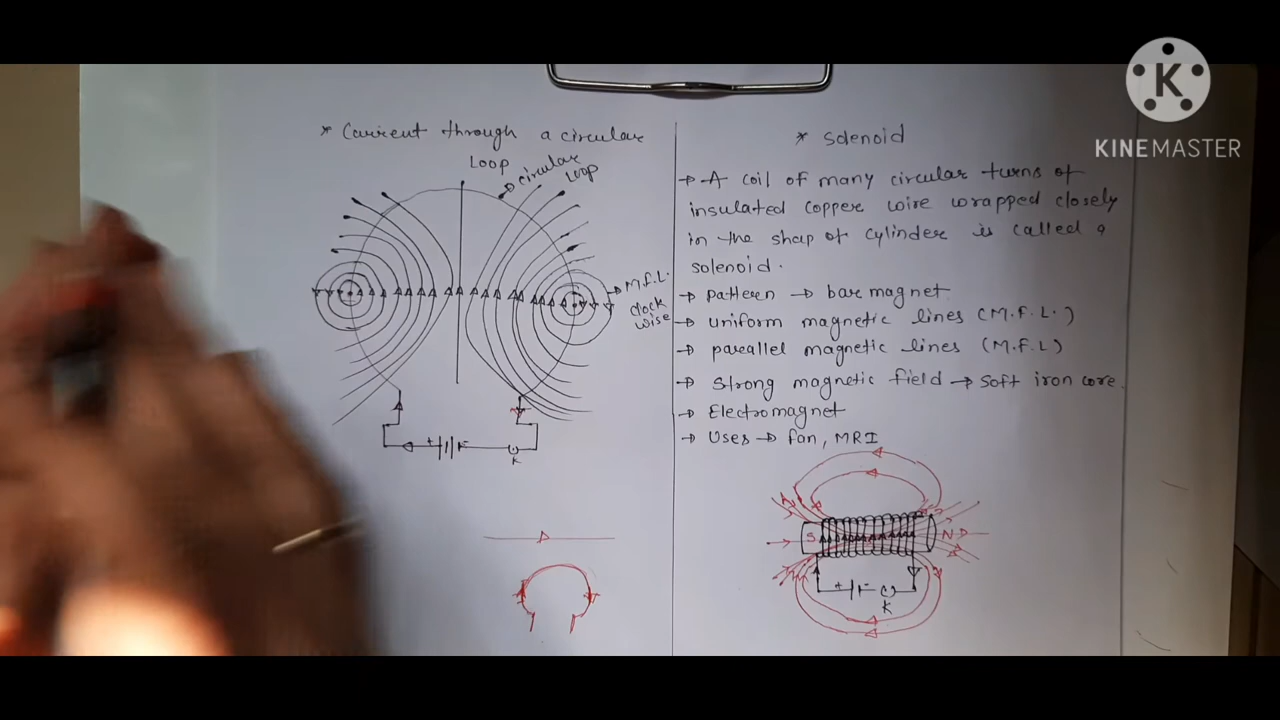 * Current through a circular
Loop
circular
Loop
M.f.L.
clock
wise
+ -
K
* Solenoid
→ A coil of many circular turns of
insulated copper wire wrapped closely
in the shap of cylinder is called a
solenoid.
→ pattern → bar magnet
→ uniform magnetic lines (M.f.L.)
→ parallel magnetic lines (M.f.L)
→ Strong magnetic field → Soft iron core.
→ Electromagnet
→ Uses → fan, MRI
S N
+ -
K
K
KINEMASTER